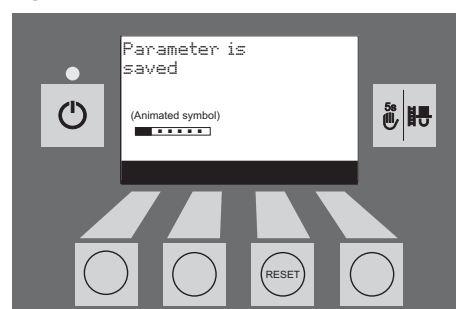 Parameter is
saved
(Animated symbol)
5s
RESET